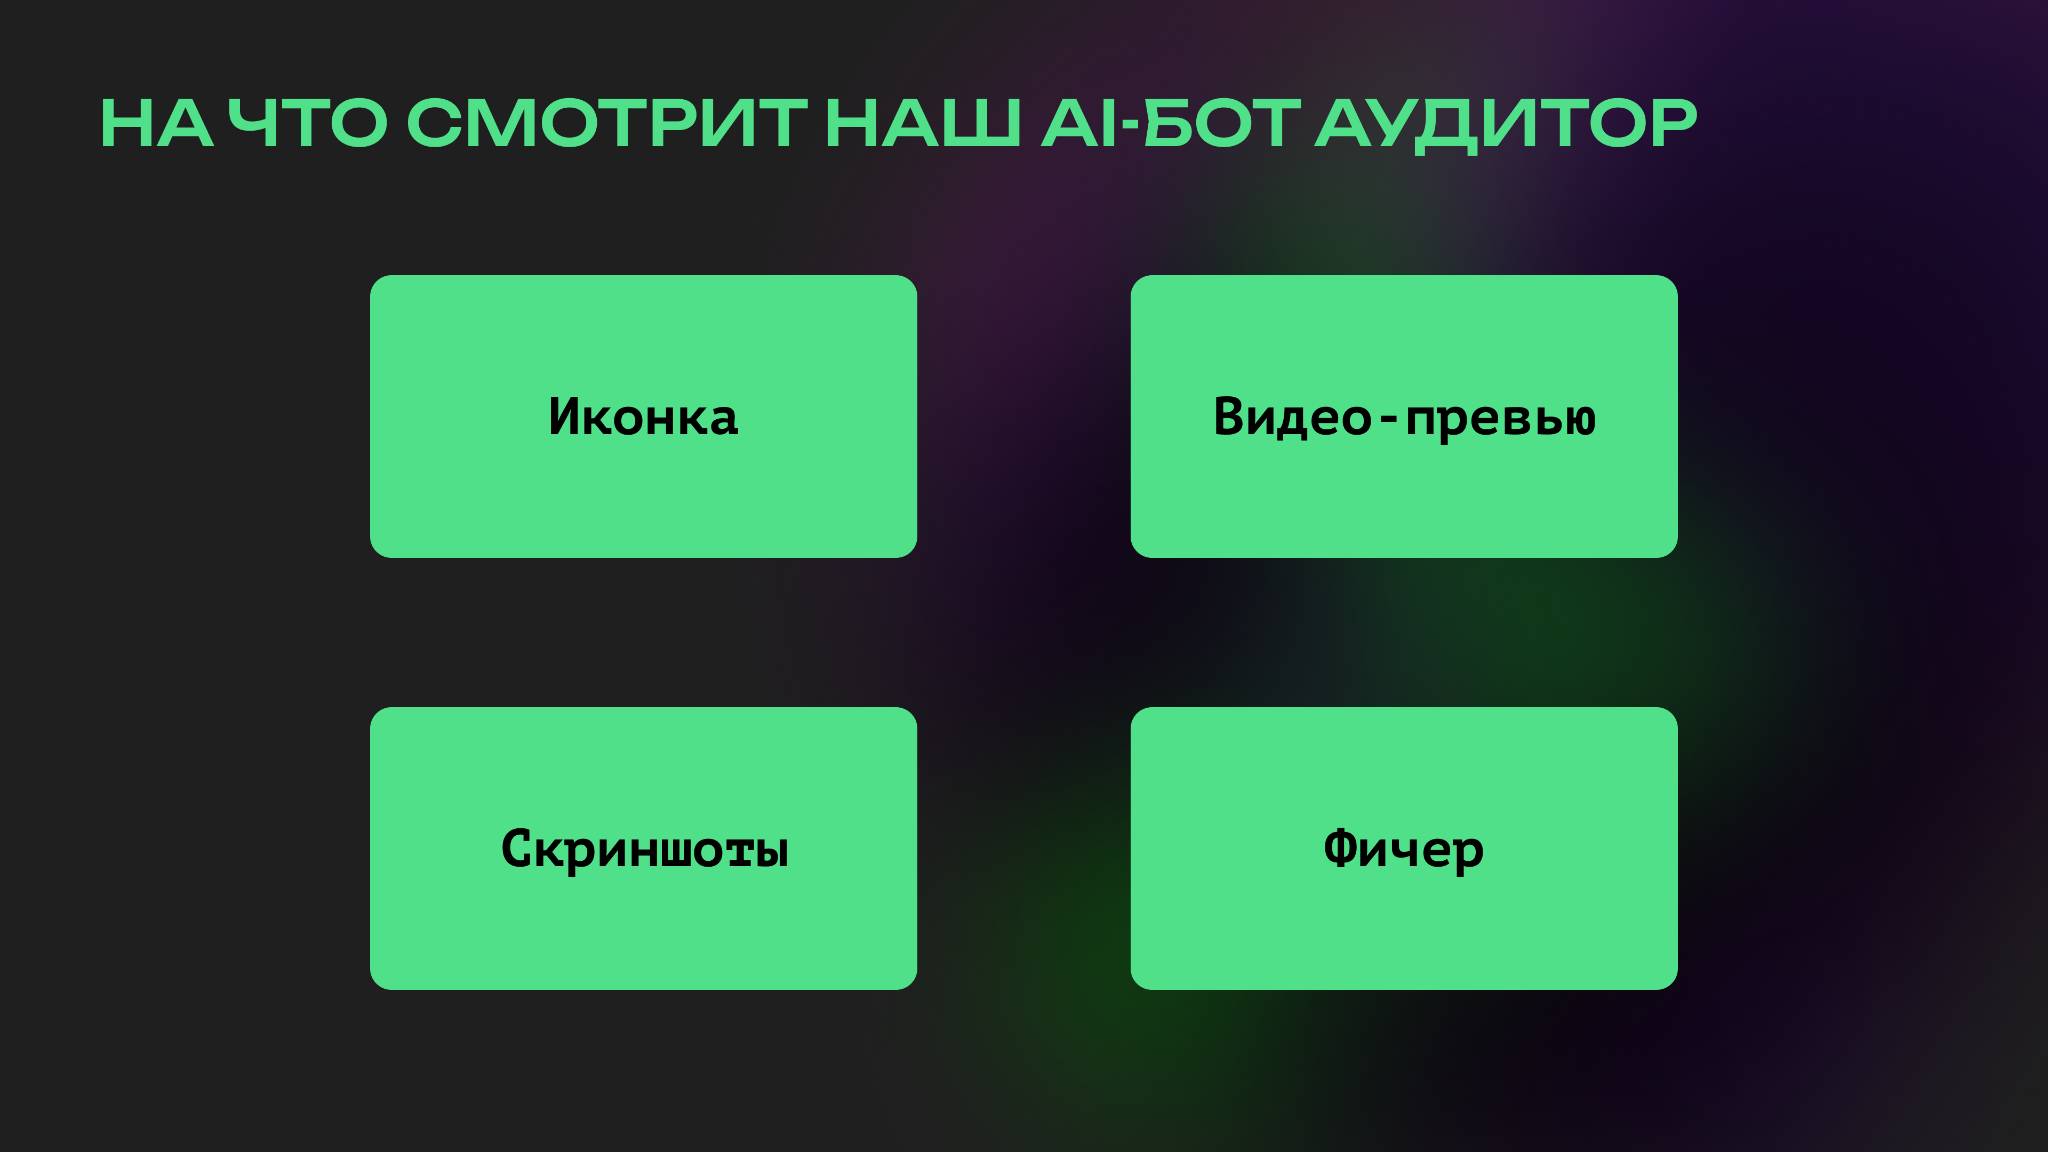 НА ЧТО СМОТРИТ НАШ AI-БОТ АУДИТОР
Иконка
Видео-превью
Скриншоты
Фичер